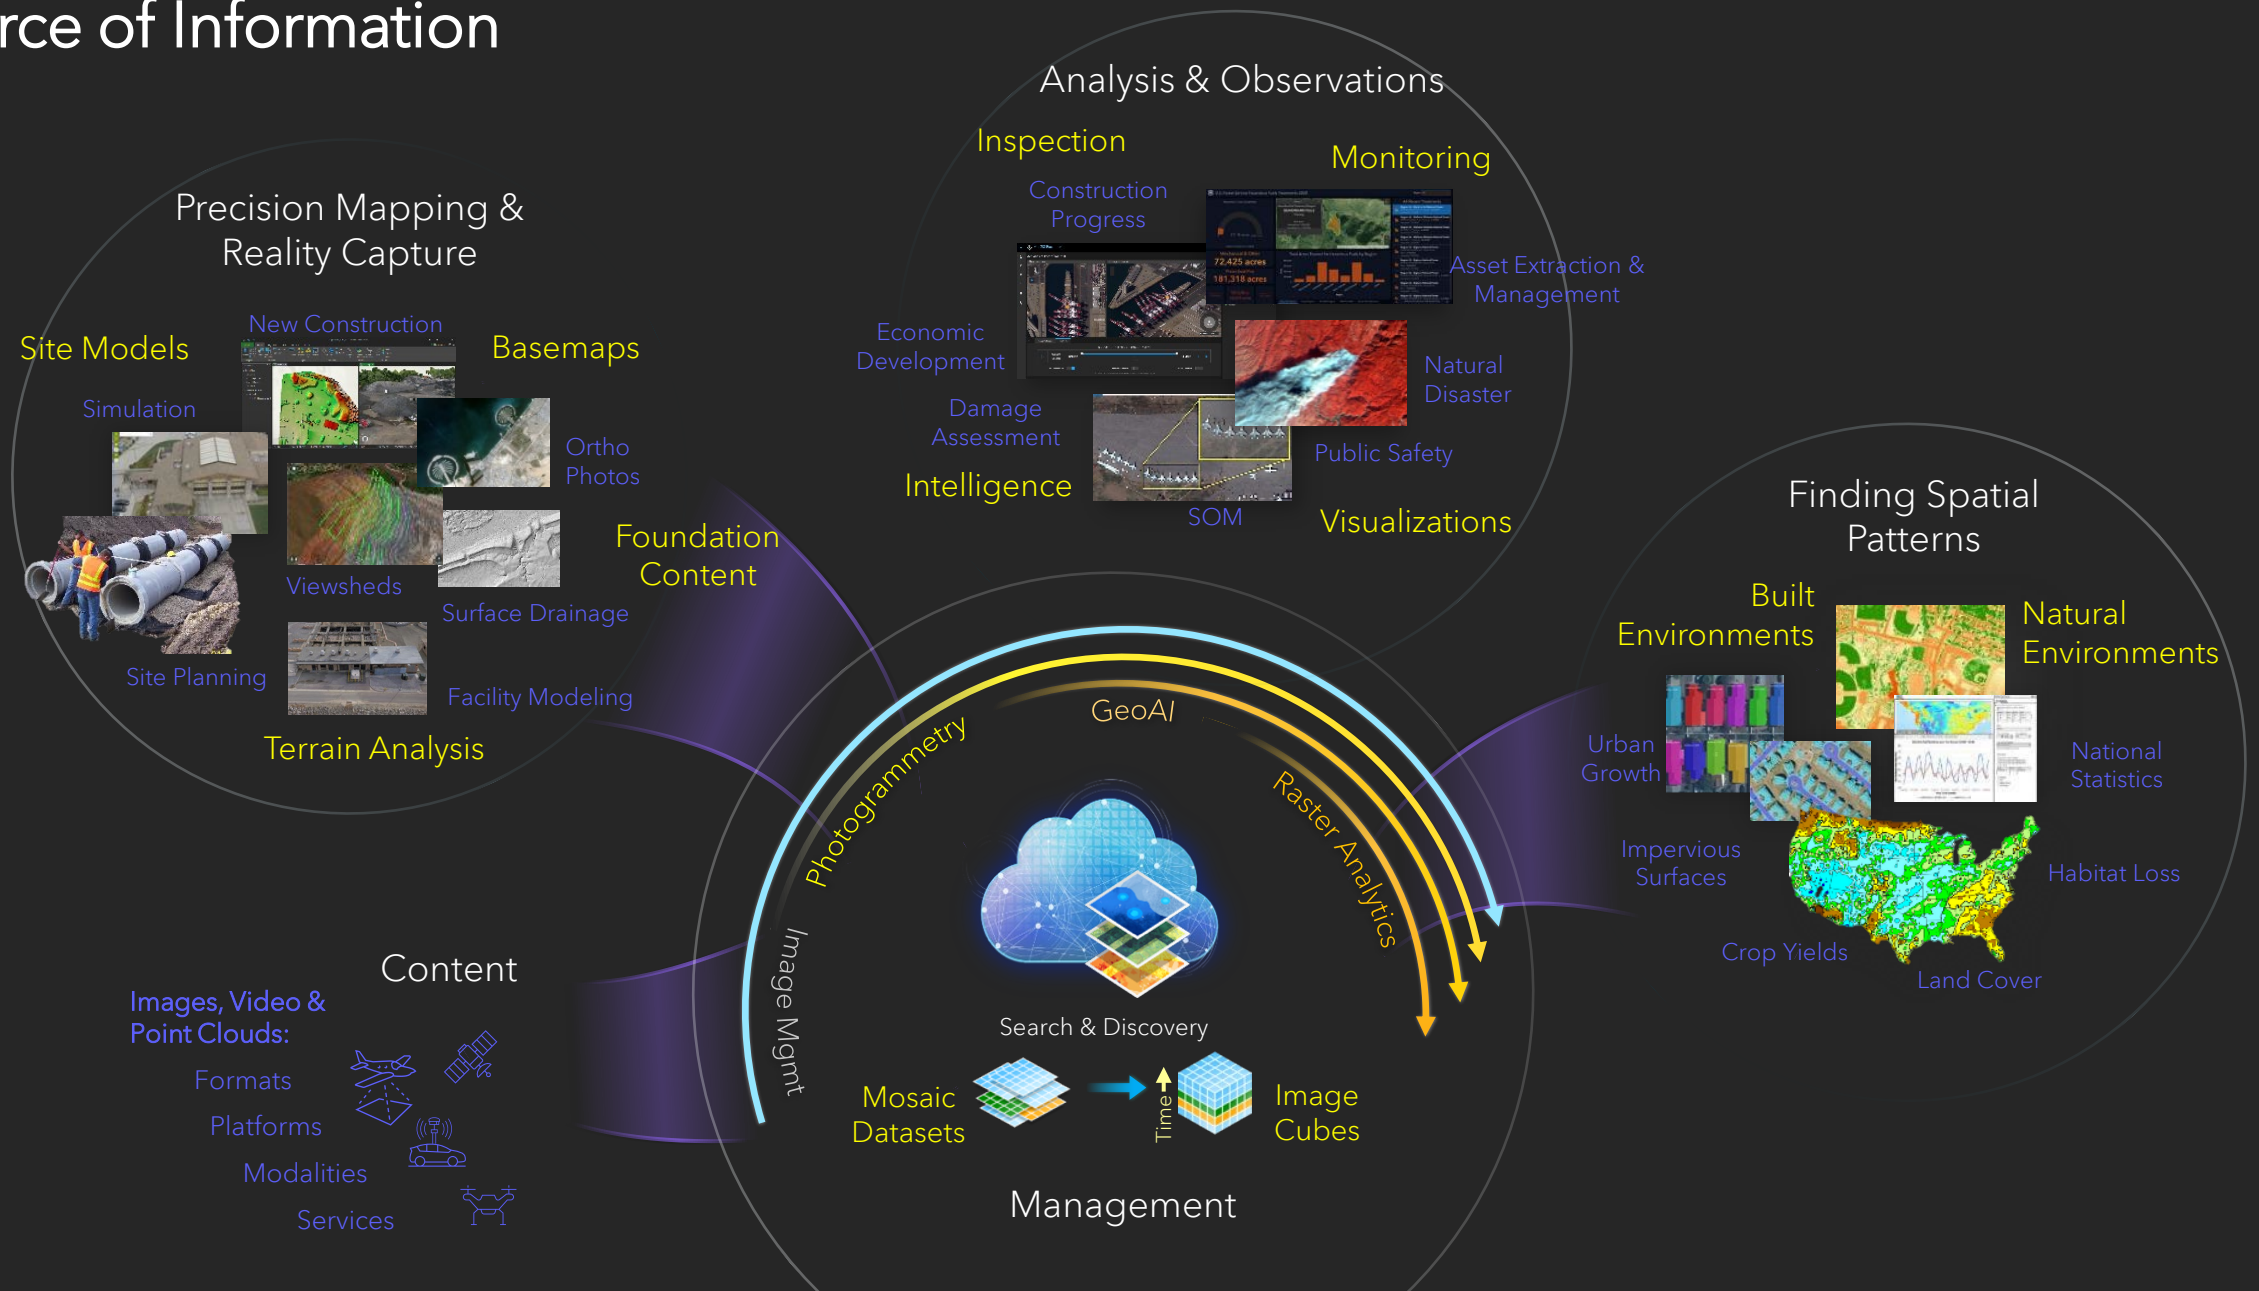 rce of Information
Analysis & Observations
Inspection
Monitoring
Construction
Progress
72,425 acres
181,318 acres
Asset Extraction &
Management
Economic
Development
Natural
Disaster
Damage
Assessment
Public Safety
Intelligence
SOM
Visualizations
Precision Mapping &
Reality Capture
New Construction
Site Models
Basemaps
Simulation
Ortho
Photos
Foundation
Content
Viewsheds
Surface Drainage
Site Planning
Facility Modeling
Terrain Analysis
Finding Spatial
Patterns
Built
Environments
Natural
Environments
Urban
Growth
National
Statistics
Impervious
Surfaces
Habitat Loss
Crop Yields
Land Cover
Content
Images, Video &
Point Clouds:
Formats
Platforms
Modalities
Services
Image Mgmt
Photogrammetry
GeoAI
Raster Analytics
Search & Discovery
Mosaic
Datasets
Time
Image
Cubes
Management